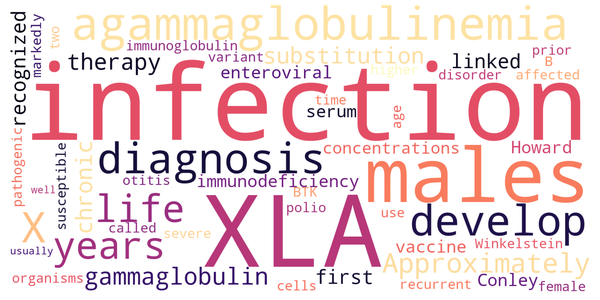 recognized
markedly
two
agammaglobulinemia
immunoglobulin
variant
therapy
substitution
linked
prior
B
enteroviral
higher
disorder
affected
infection
serum
time
age
pathogenic
susceptible
chronic
diagnosis
concentrations
Howard
otitis
immunodeficiency
males
BTK
life
XLA
polio
use
develop
well
X
called
years
severe
vaccine
Winkelstein
usually
Approximately
organisms
gammaglobulin
cells
first
recurrent
Conley
female